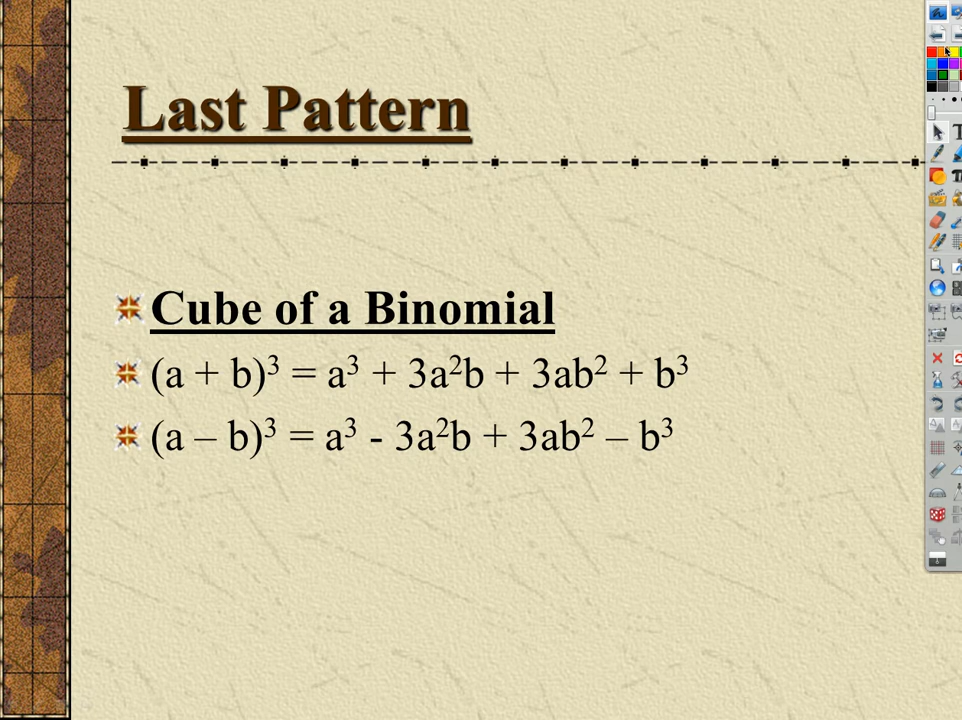 Last Pattern
Cube of a Binomial
(a + b)³ = a³ + 3a²b + 3ab² + b³
(a – b)³ = a³ - 3a²b + 3ab² – b³